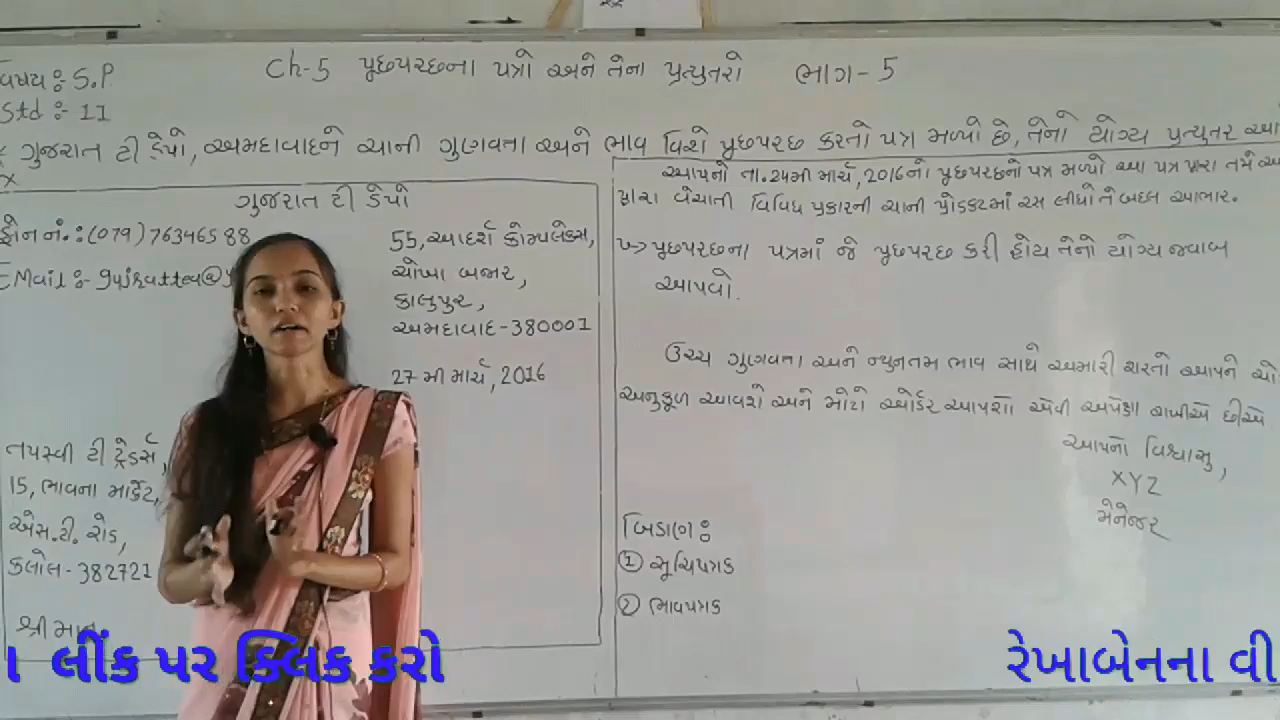 વિષય :- S.P
Ch-5 પૂછપરછના પત્રો અને તેના પ્રત્યુતરો ભાગ - 5
Std :- 11
ગુજરાત ટી ડેપો, અમદાવાદને ચાની ગુણવત્તા અને ભાવ વિશે પૂછપરછ કરતો પત્ર મળ્યો છે, તેનો યોગ્ય પ્રત્યુતર આ
ગુજરાત ટી ડેપો
ફોન નં. : (079) 76346588
55, આદર્શ કોમ્પલેક્સ,
ચોખા બજાર,
કાલુપુર,
અમદાવાદ - 380001
27 મી માર્ચ, 2016
તપસ્વી ટી ટ્રેડર્સ,
15, ભાવના માર્કેટ,
એસ.ટી. રોડ,
કલોલ - 382721
શ્રીમાન
આપનો તા. 24મી માર્ચ, 2016નો પૂછપરછનો પત્ર મળ્યો આ પત્ર દ્વારા તમે અ
દ્વારા વેચાતી વિવિધ પ્રકારની ચાની પ્રોડક્ટમાં રસ લીધો તે બદલ આભાર.
પૂછપરછના પત્રમાં જે પૂછપરછ કરી હોય તેનો યોગ્ય જવાબ
આપવો.
ઉચ્ચ ગુણવત્તા અને ન્યુનતમ ભાવ સાથે અમારી શરતો આપને ચો
અનુકૂળ આવશે અને મોટો ઓર્ડર આપશો એવી અપેક્ષા રાખીએ છીએ
આપનો વિશ્વાસુ,
XYZ
મેનેજર
બિડાણ :
① સૂચિપત્રક
② ભાવપત્રક
। લીંક પર ક્લિક કરો
રેખાબેનના વી